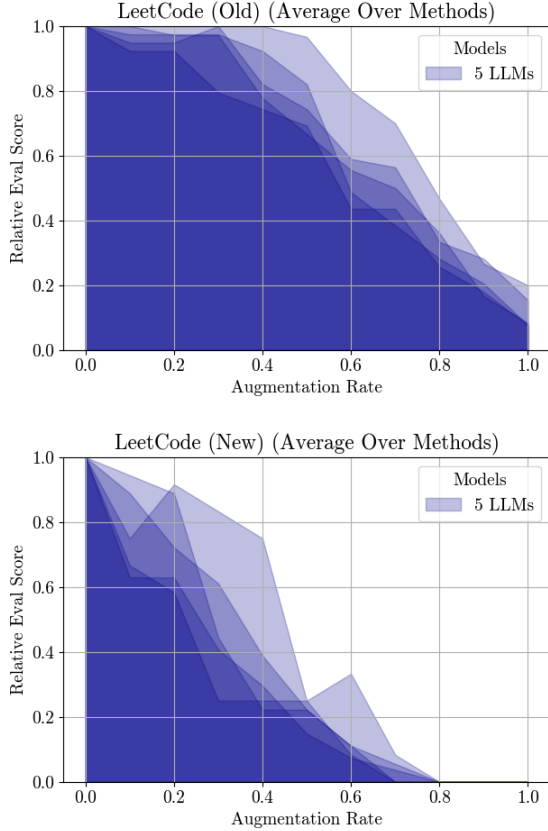 LeetCode (Old) (Average Over Methods)
1.0
0.8
0.6
0.4
0.2
0.0
Relative Eval Score
Models
5 LLMs
0.0 0.2 0.4 0.6 0.8 1.0
Augmentation Rate
LeetCode (New) (Average Over Methods)
1.0
0.8
0.6
0.4
0.2
0.0
Relative Eval Score
Models
5 LLMs
0.0 0.2 0.4 0.6 0.8 1.0
Augmentation Rate